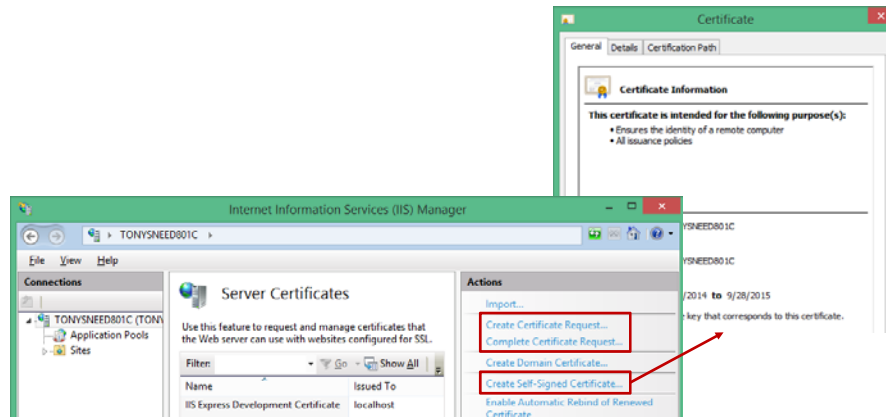 Certificate
General Details Certification Path
Certificate Information
This certificate is intended for the following purpose(s):
• Ensures the identity of a remote computer
• All issuance policies
YSNEED801C
YSNEED801C
/2014 to 9/28/2015
key that corresponds to this certificate.
Internet Information Services (IIS) Manager
TONYSNEED801C
File View Help
Connections
TONYSNEED801C (TONY
Application Pools
Sites
Server Certificates
Use this feature to request and manage certificates that
the Web server can use with websites configured for SSL.
Filter: Go Show All
Name Issued To
IIS Express Development Certificate localhost
Actions
Import...
Create Certificate Request...
Complete Certificate Request...
Create Domain Certificate...
Create Self-Signed Certificate...
Enable Automatic Rebind of Renewed
Certificate